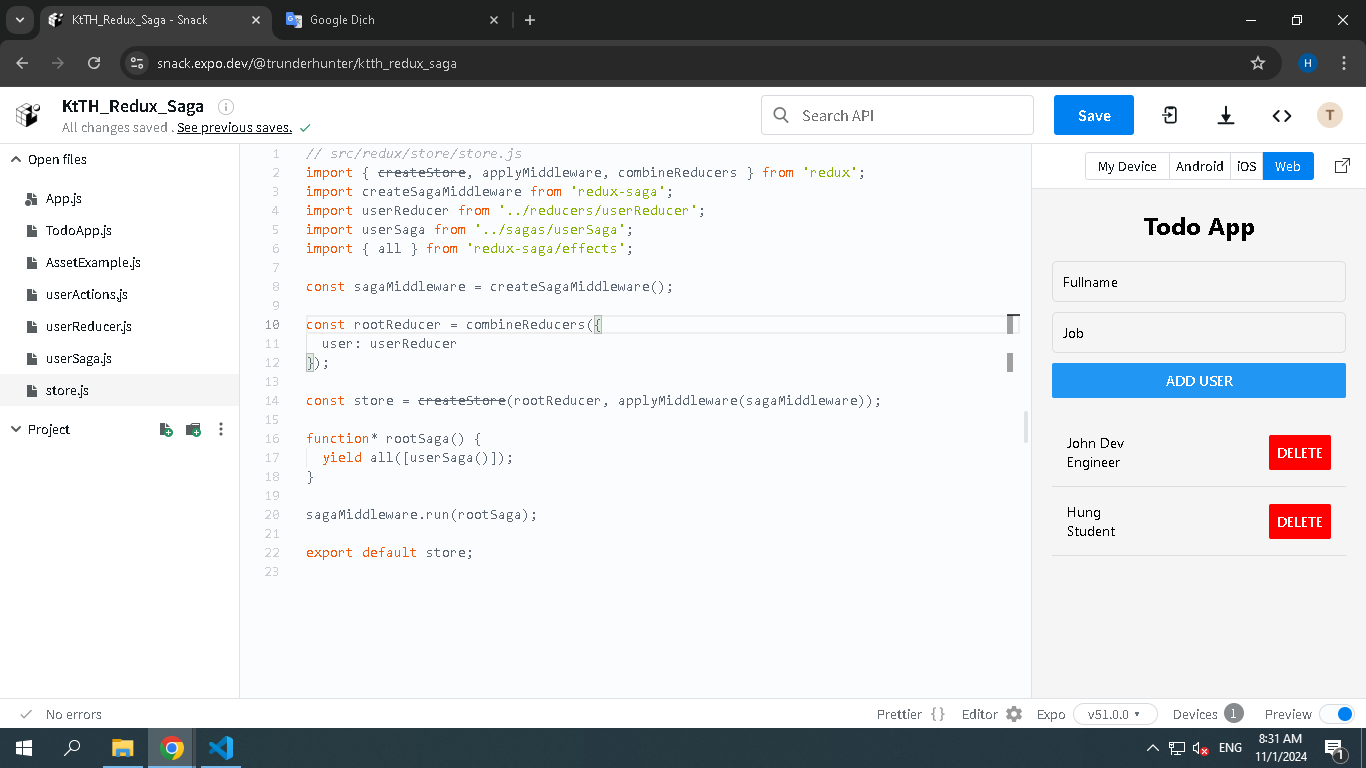 KtTH_Redux_Saga - Snack
Google Dịch
snack.expo.dev/@trunderhunter/ktth_redux_saga
H
KtTH_Redux_Saga
All changes saved. See previous saves.
Search API
Save
T
Open files
App.js
TodoApp.js
AssetExample.js
userActions.js
userReducer.js
userSaga.js
store.js
Project
1 // src/redux/store/store.js
2 import { createStore, applyMiddleware, combineReducers } from 'redux';
3 import createSagaMiddleware from 'redux-saga';
4 import userReducer from '../reducers/userReducer';
5 import userSaga from '../sagas/userSaga';
6 import { all } from 'redux-saga/effects';
7
8 const sagaMiddleware = createSagaMiddleware();
9
10 const rootReducer = combineReducers({
11 user: userReducer
12 });
13
14 const store = createStore(rootReducer, applyMiddleware(sagaMiddleware));
15
16 function* rootSaga() {
17 yield all([userSaga()]);
18 }
19
20 sagaMiddleware.run(rootSaga);
21
22 export default store;
23
My Device Android iOS Web
Todo App
Fullname
Job
ADD USER
John Dev
Engineer
DELETE
Hung
Student
DELETE
No errors
Prettier {} Editor Expo v51.0.0 Devices 1 Preview
ENG
8:31 AM
11/1/2024
1